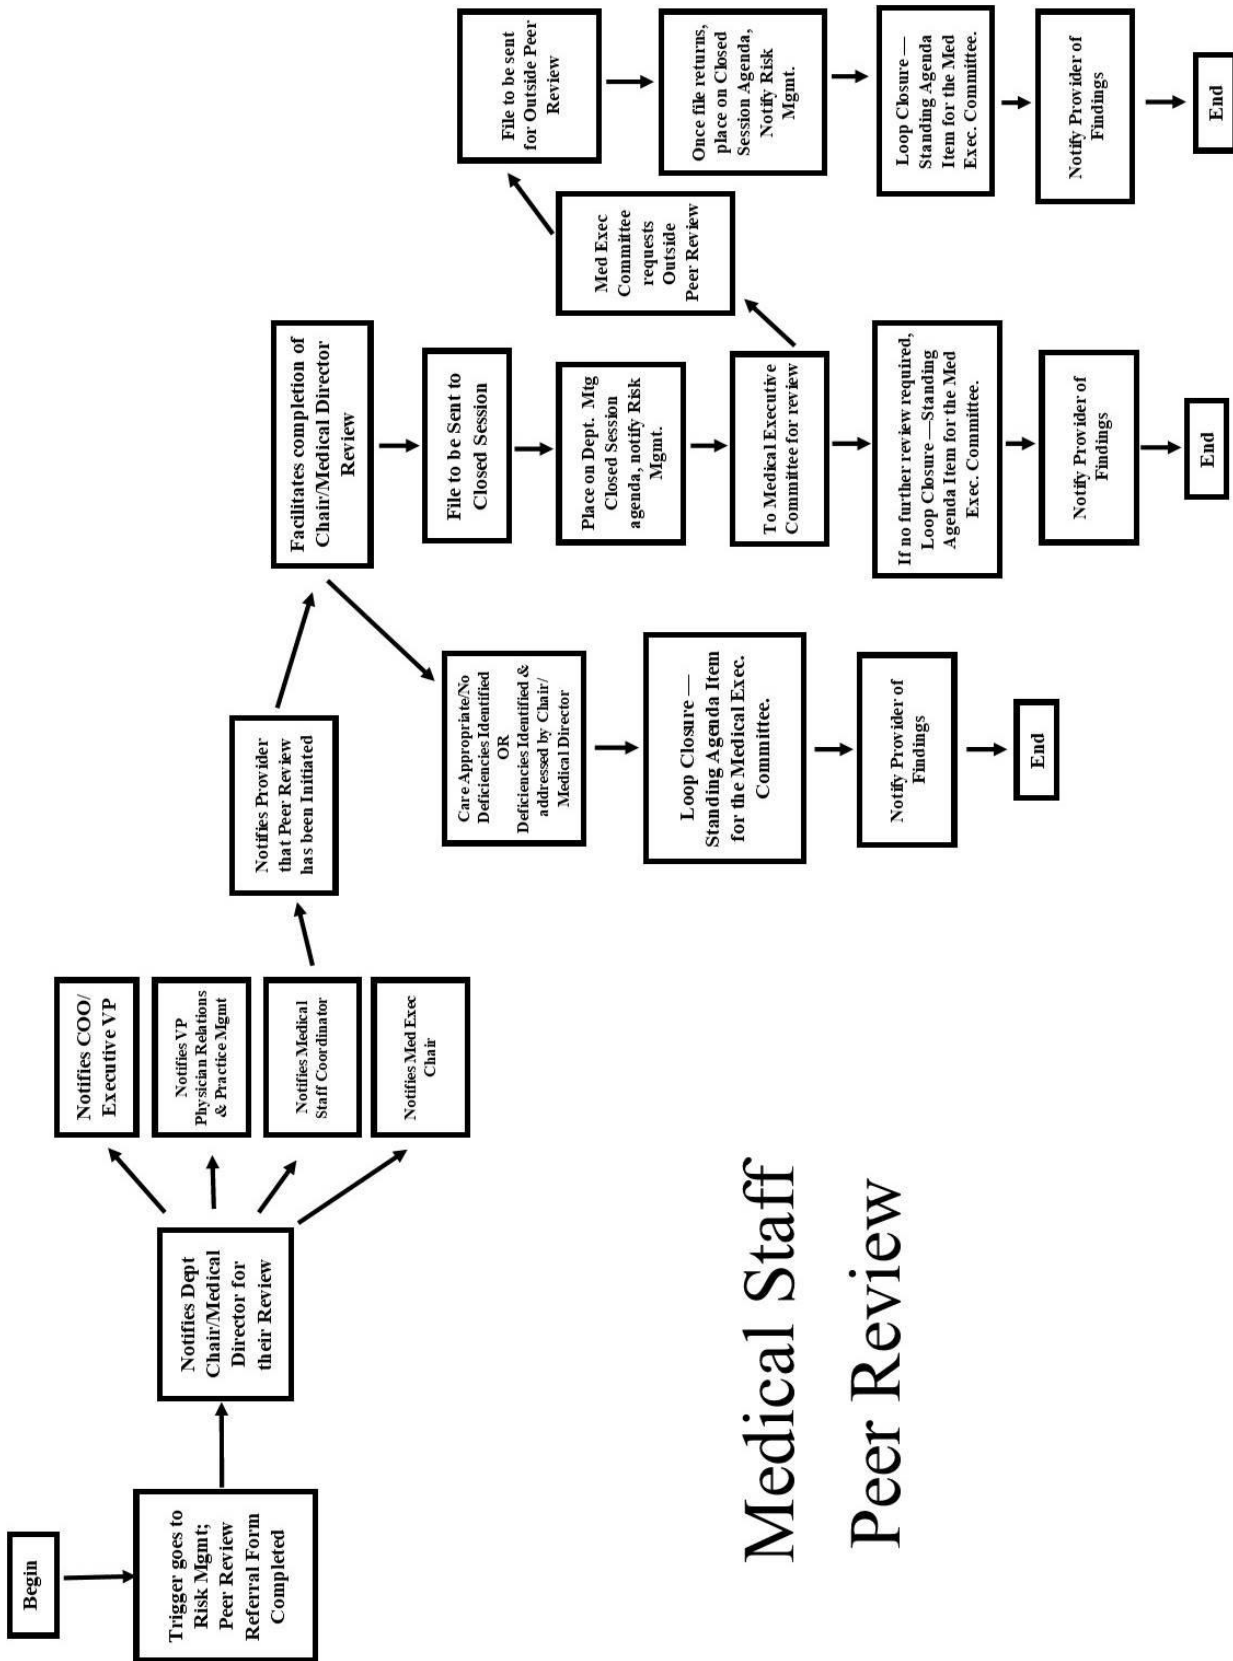 Begin
Trigger goes to
Risk Mgmt;
Peer Review
Referral Form
Completed
Notifies Dept
Chair/Medical
Director for
their Review
Notifies COO/
Executive VP
Notifies VP
Physician Relations
& Practice Mgmt
Notifies Medical
Staff Coordinator
Notifies Med Exec
Chair
Notifies Provider
that Peer Review
has been Initiated
Facilitates completion of
Chair/Medical Director
Review
Care Appropriate/No
Deficiencies Identified
OR
Deficiencies Identified &
addressed by Chair/
Medical Director
Loop Closure —
Standing Agenda Item
for the Medical Exec.
Committee.
Notify Provider of
Findings
End
File to be Sent to
Closed Session
Place on Dept. Mtg
Closed Session
agenda, notify Risk
Mgmt.
To Medical Executive
Committee for review
If no further review required,
Loop Closure —Standing
Agenda Item for the Med
Exec. Committee.
Notify Provider of
Findings
End
Med Exec
Committee
requests
Outside
Peer Review
File to be sent
for Outside Peer
Review
Once file returns,
place on Closed
Session Agenda,
Notify Risk
Mgmt.
Loop Closure —
Standing Agenda
Item for the Med
Exec. Committee.
Notify Provider of
Findings
End
Medical Staff
Peer Review